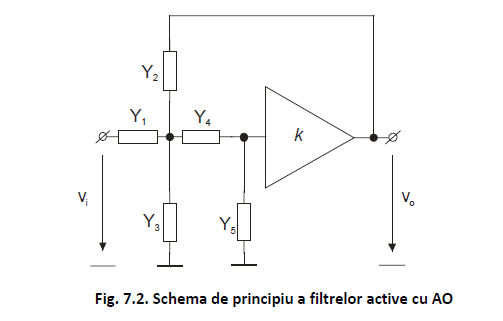 Y2
Y1
Y4
k
Vi
Vo
Y3
Y5
Fig. 7.2. Schema de principiu a filtrelor active cu AO